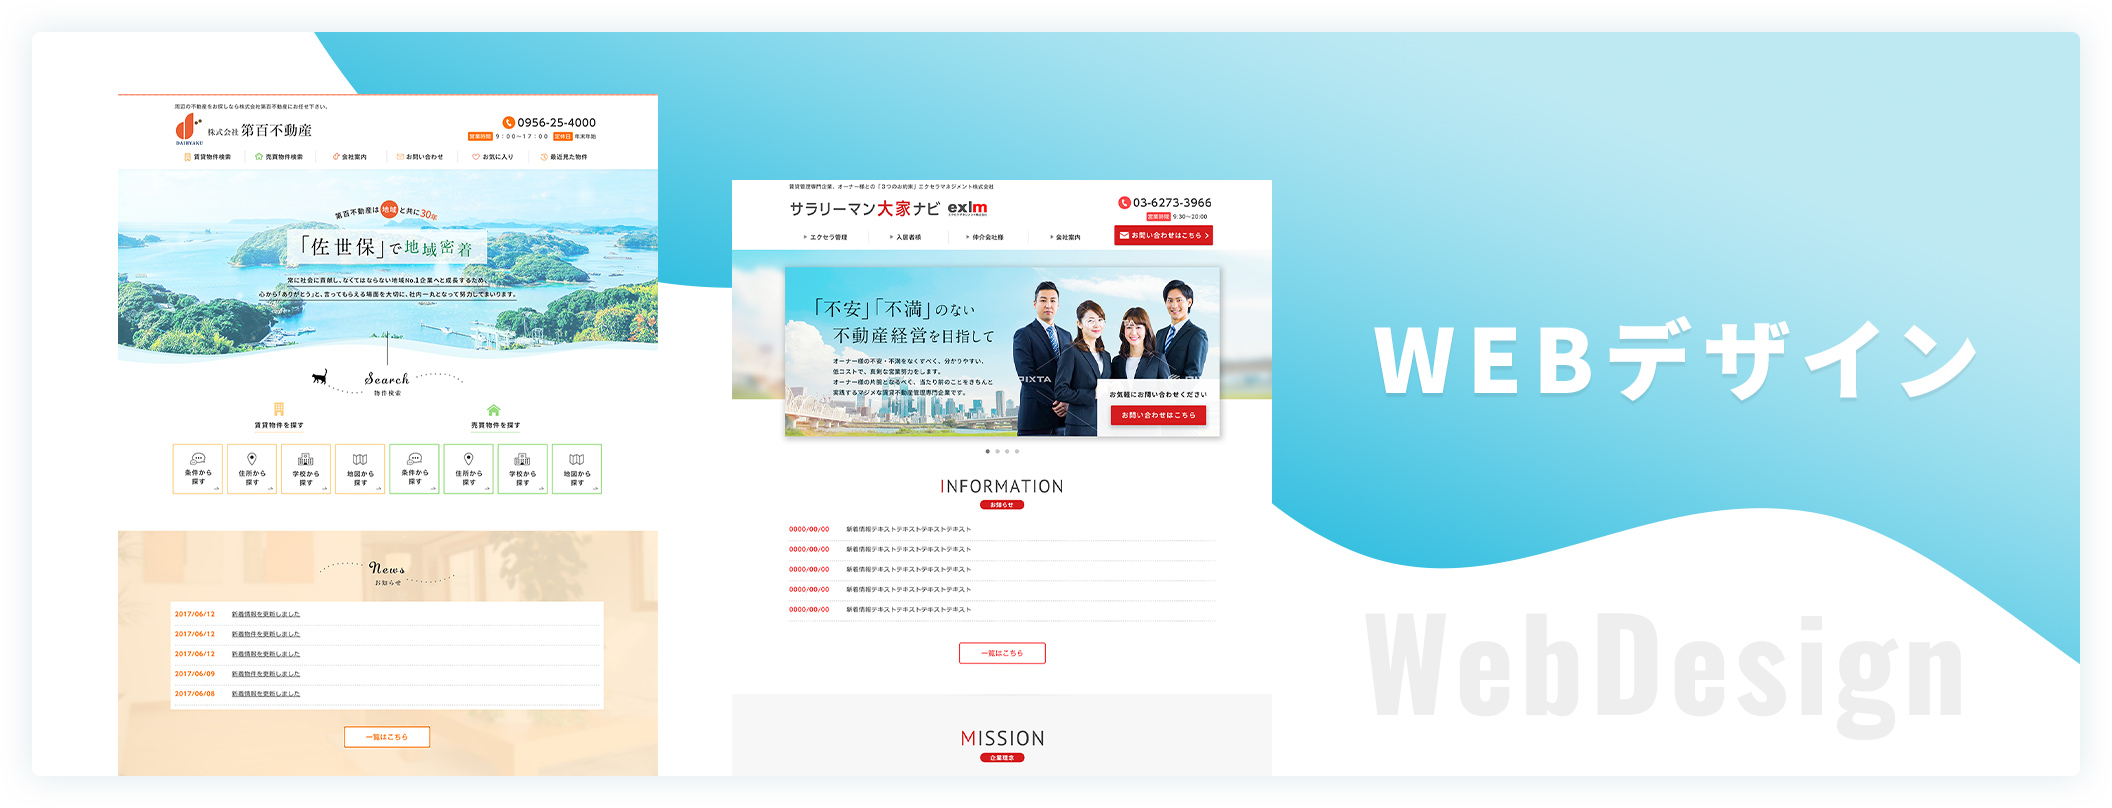 周辺の不動産をお探しなら株式会社第百不動産にお任せ下さい。
DAIHYAKU
株式会社 第百不動産
0956-25-4000
営業時間 9：00～17：00 定休日 年末年始
賃貸物件検索 売買物件検索 会社案内 お問い合わせ お気に入り 最近見た物件
第百不動産は 地域 と共に30年
「佐世保」で地域密着
常に社会に貢献し、なくてはならない地域No.1企業へと成長するため、
心から「ありがとう」と、言ってもらえる場面を大切に、社内一丸となって努力してまいります。
Search
物件検索
賃貸物件を探す
売買物件を探す
条件から
探す
住所から
探す
学校から
探す
地図から
探す
条件から
探す
住所から
探す
学校から
探す
地図から
探す
News
お知らせ
2017/06/12 新着情報を更新しました
2017/06/12 新着物件を更新しました
2017/06/12 新着情報を更新しました
2017/06/09 新着物件を更新しました
2017/06/08 新着情報を更新しました
一覧はこちら
賃貸管理専門企業、オーナー様との「3つのお約束」エクセラマネジメント株式会社
サラリーマン大家ナビ exlm
03-6273-3966
営業時間 9:30～20:00
エクセラ管理 入居者様 仲介会社様 会社案内
お問い合わせはこちら
「不安」「不満」のない
不動産経営を目指して
オーナー様の不安・不満をなくすべく、分かりやすい、
低コストで、真剣な営業努力をします。
オーナー様の片腕となるべく、当たり前のことをきちんと
実践するマジメな賃貸不動産管理専門企業です。
PIXTA
お気軽にお問い合わせください
お問い合わせはこちら
INFORMATION
お知らせ
0000/00/00 新着情報テキストテキストテキストテキスト
0000/00/00 新着情報テキストテキストテキストテキスト
0000/00/00 新着情報テキストテキストテキストテキスト
0000/00/00 新着情報テキストテキストテキストテキスト
0000/00/00 新着情報テキストテキストテキストテキスト
一覧はこちら
MISSION
企業理念
WEBデザイン
WebDesign